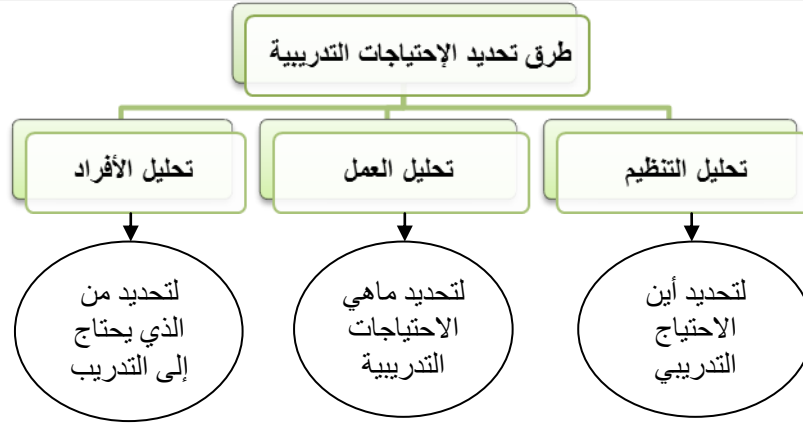 طرق تحديد الإحتياجات التدريبية
تحليل التنظيم
تحليل العمل
تحليل الأفراد
لتحديد أين
الاحتياج
التدريبي
لتحديد ماهي
الاحتياجات
التدريبية
لتحديد من
الذي يحتاج
إلى التدريب